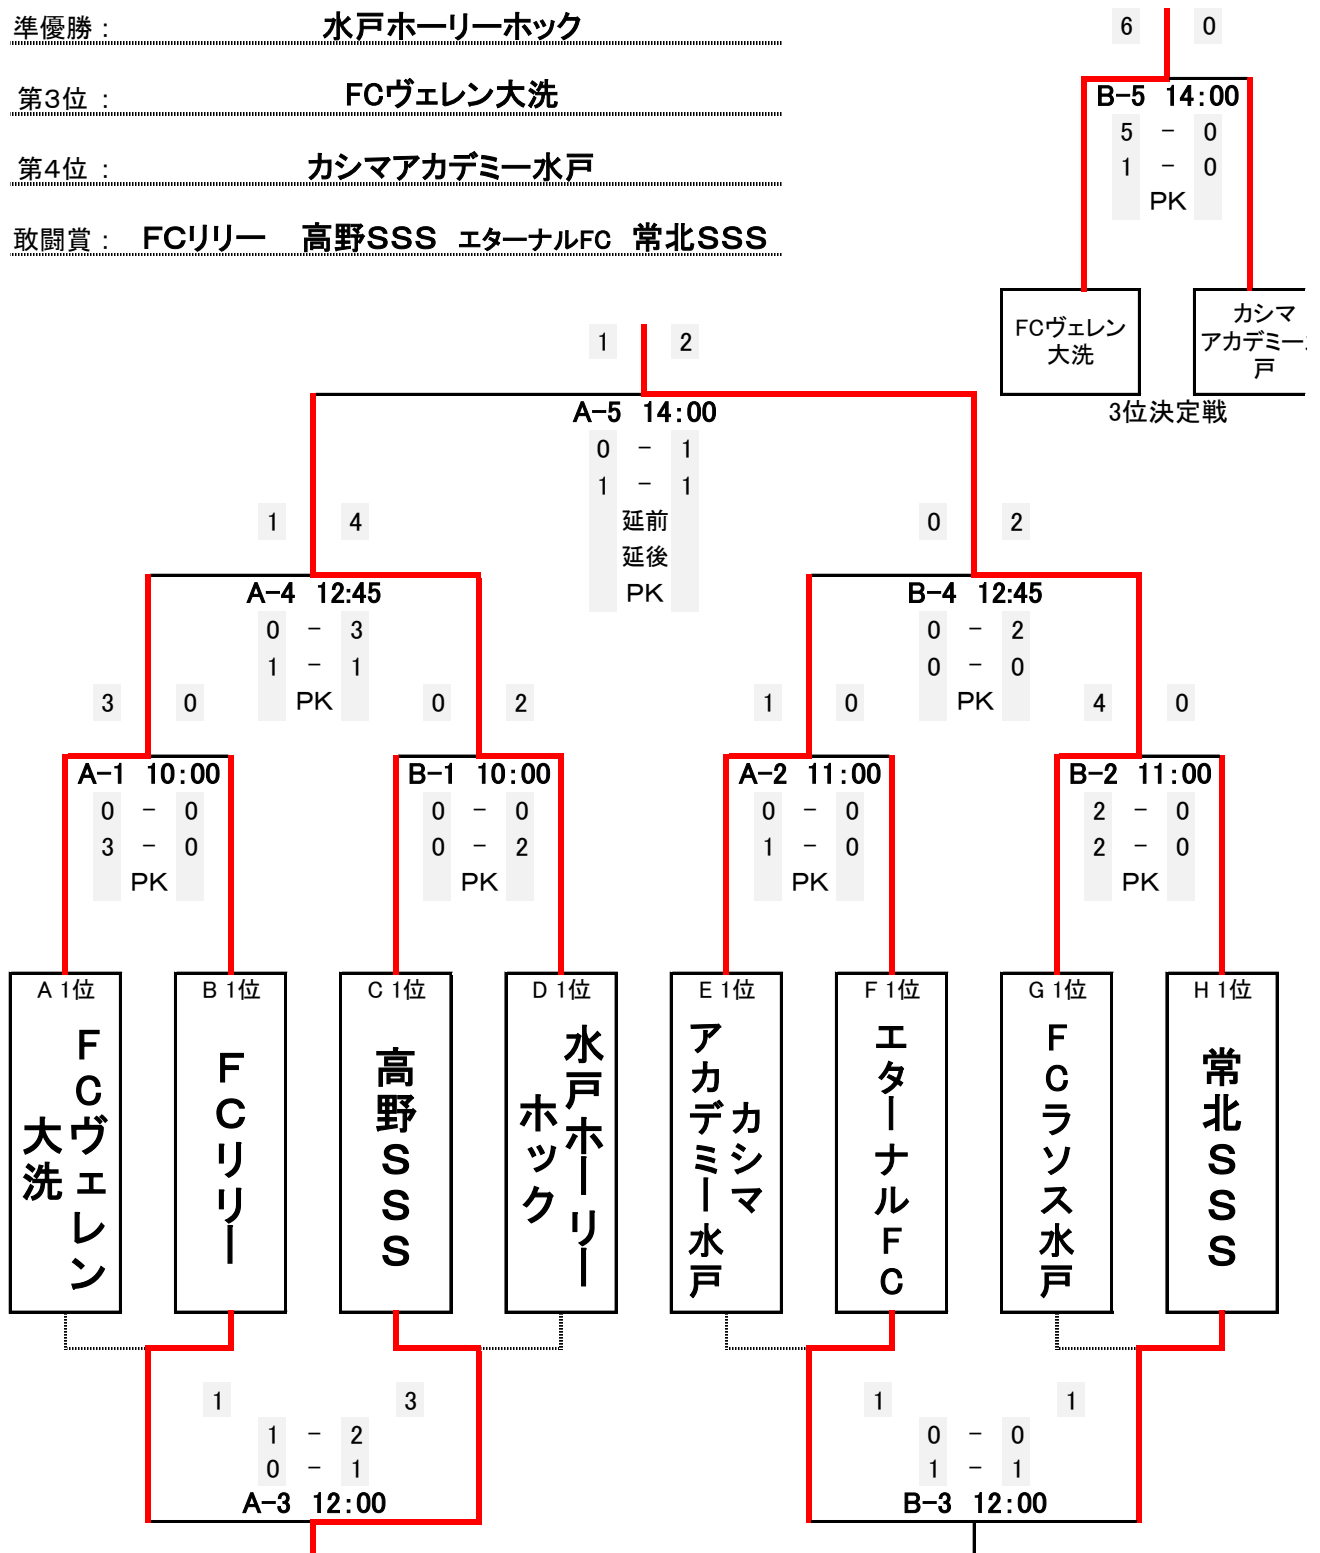 準優勝： 水戸ホーリーホック
第3位 ： FCヴェレン大洗
第4位 ： カシマアカデミー水戸
敢闘賞： FCリリー 高野SSS エターナルFC 常北SSS
6 0
B-5 14:00
5 - 0
1 - 0
PK
FCヴェレン
大洗
カシマ
アカデミー
戸
3位決定戦
1 2
A-5 14:00
0 - 1
1 - 1
延前
延後
PK
1 4
0 2
A-4 12:45
0 - 3
1 - 1
PK
B-4 12:45
0 - 2
0 - 0
PK
3 0
0 2
1 0
4 0
A-1 10:00
0 - 0
3 - 0
PK
B-1 10:00
0 - 0
0 - 2
PK
A-2 11:00
0 - 0
1 - 0
PK
B-2 11:00
2 - 0
2 - 0
PK
A 1位
FCヴェレン
大洗
B 1位
FCリリー
C 1位
高野SSS
D 1位
水戸ホーリー
ホック
E 1位
カシマ
アカデミー水戸
F 1位
エターナルFC
G 1位
FCラソス水戸
H 1位
常北SSS
1 3
1 - 2
0 - 1
A-3 12:00
1 1
0 - 0
1 - 1
B-3 12:00